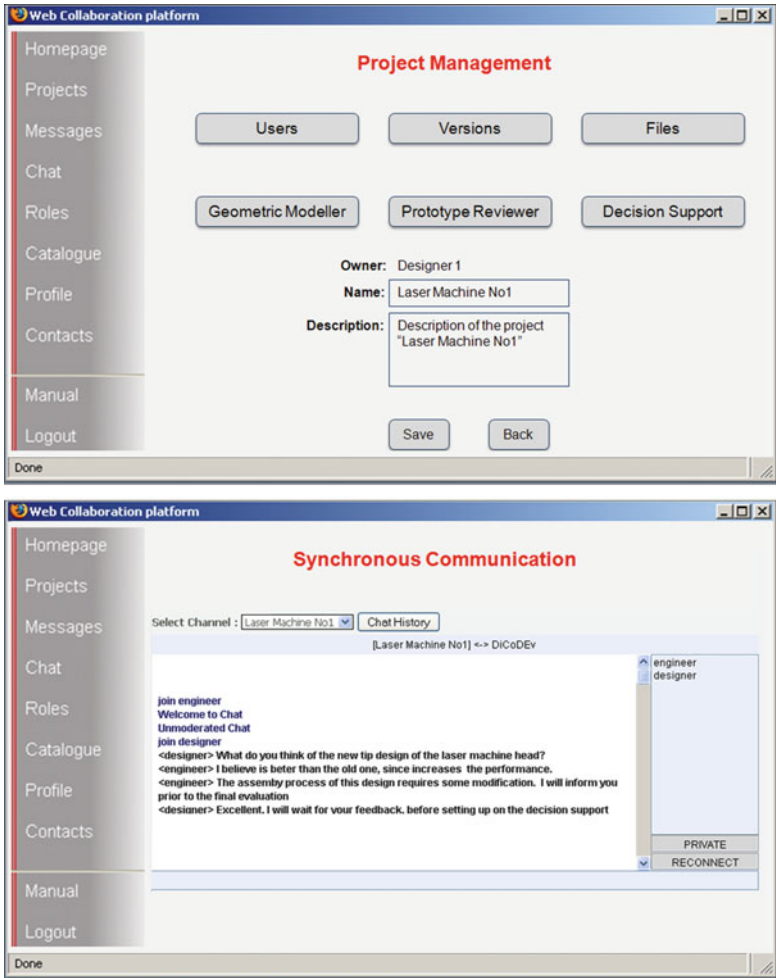 Web Collaboration platform
Homepage
Projects
Messages
Chat
Roles
Catalogue
Profile
Contacts
Manual
Logout
Project Management
Users Versions Files
Geometric Modeller Prototype Reviewer Decision Support
Owner: Designer 1
Name: Laser Machine No1
Description: Description of the project
"Laser Machine No1"
Save Back
Done
Web Collaboration platform
Homepage
Projects
Messages
Chat
Roles
Catalogue
Profile
Contacts
Manual
Logout
Synchronous Communication
Select Channel : Laser Machine No1 Chat History
[Laser Machine No1] <-> DiCoDEv
join engineer
Welcome to Chat
Unmoderated Chat
join designer
<designer> What do you think of the new tip design of the laser machine head?
<engineer> I believe is beter than the old one, since increases the performance.
<engineer> The assemby process of this design requires some modification. I will inform you
prior to the final evaluation
<designer> Excellent. I will wait for your feedback. before setting up on the decision support
engineer
designer
PRIVATE
RECONNECT
Done